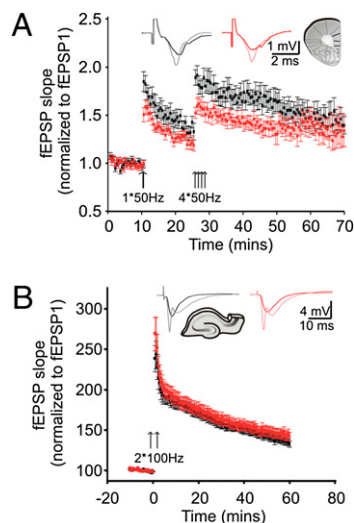 A
fEPSP slope
(normalized to fEPSP1)
2.5
2.0
1.5
1.0
0.5
1 mV
2 ms
1*50Hz
4*50Hz
0 10 20 30 40 50 60 70
Time (mins)
B
fEPSP slope
(normalized to fEPSP1)
300
250
200
150
100
4 mV
10 ms
2*100Hz
-20 0 20 40 60 80
Time (mins)